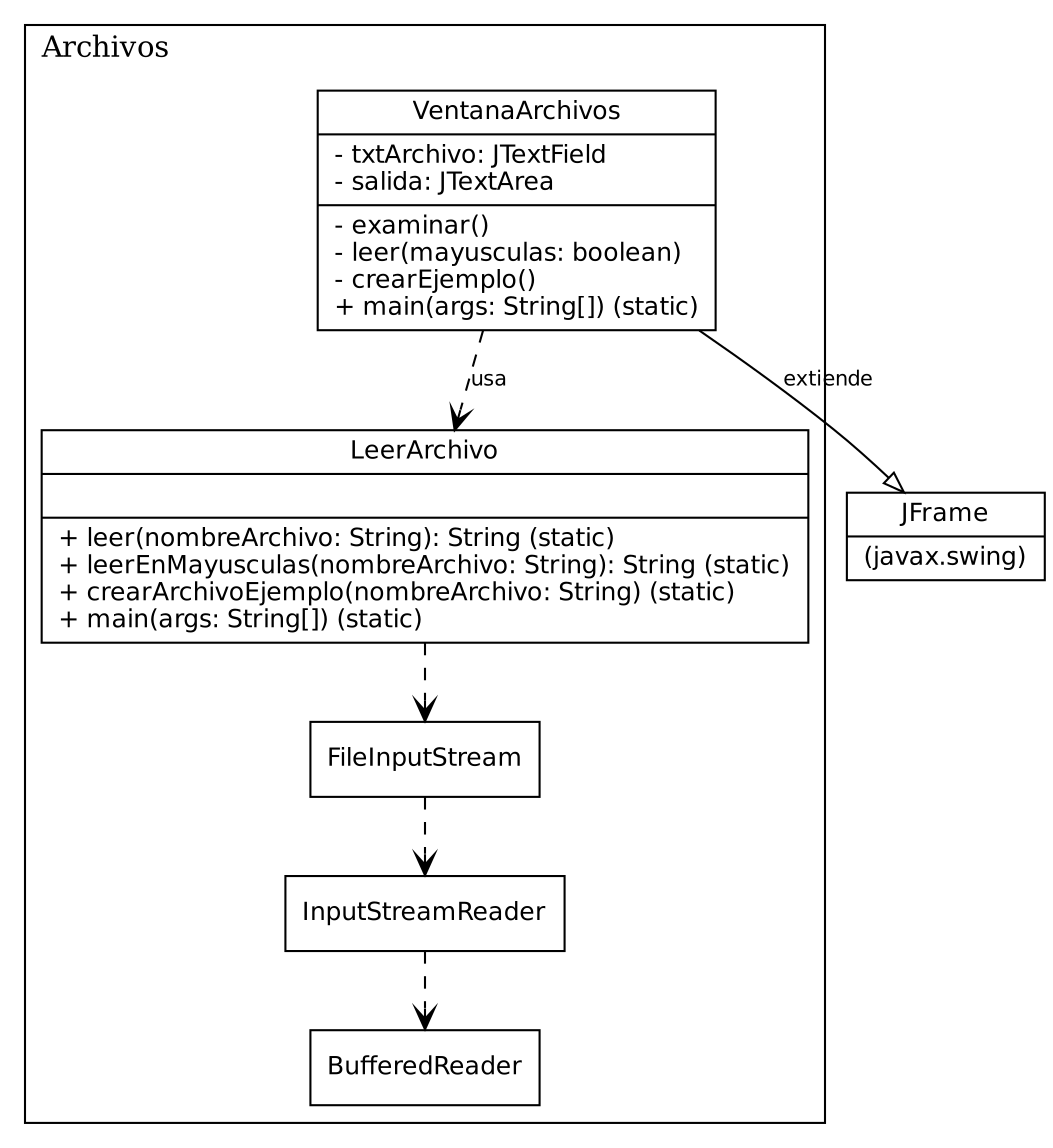 Archivos
VentanaArchivos
- txtArchivo: JTextField
- salida: JTextArea
- examinar()
- leer(mayusculas: boolean)
- crearEjemplo()
+ main(args: String[]) (static)
usa
extiende
LeerArchivo
+ leer(nombreArchivo: String): String (static)
+ leerEnMayusculas(nombreArchivo: String): String (static)
+ crearArchivoEjemplo(nombreArchivo: String) (static)
+ main(args: String[]) (static)
JFrame
(javax.swing)
FileInputStream
InputStreamReader
BufferedReader